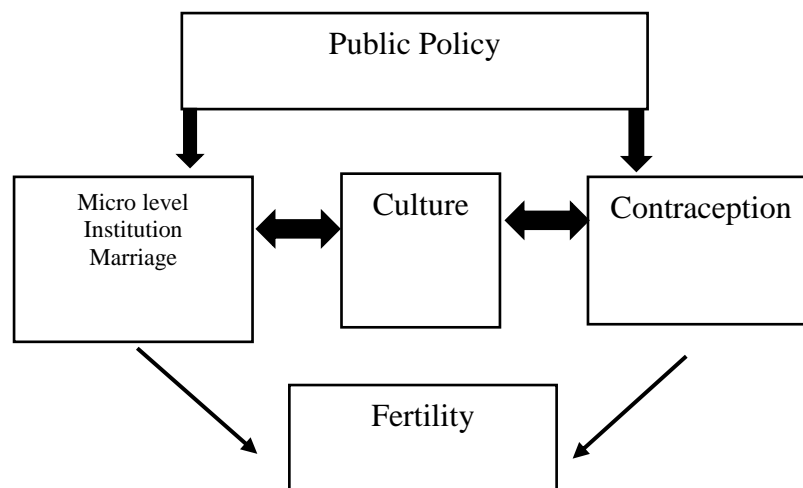 Public Policy
Micro level
Institution
Marriage
Culture
Contraception
Fertility